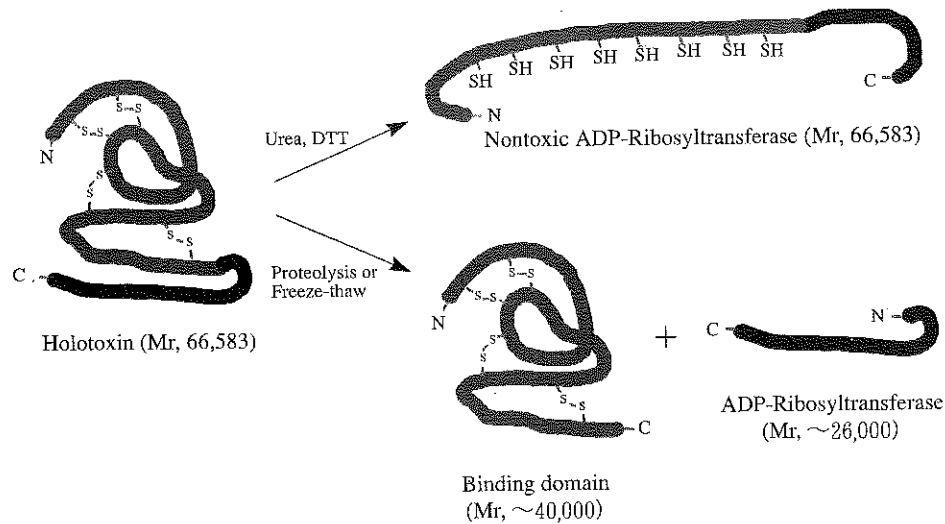 SH SH SH SH SH SH SH SH
C
N
Nontoxic ADP-Ribosyltransferase (Mr, 66,583)
S-S
S-S
N
S
S
S-S
C
Holotoxin (Mr, 66,583)
Urea, DTT
Proteolysis or
Freeze-thaw
S-S
S-S
N
S
S
S-S
C
Binding domain
(Mr, ~40,000)
+
N
C
ADP-Ribosyltransferase
(Mr, ~26,000)